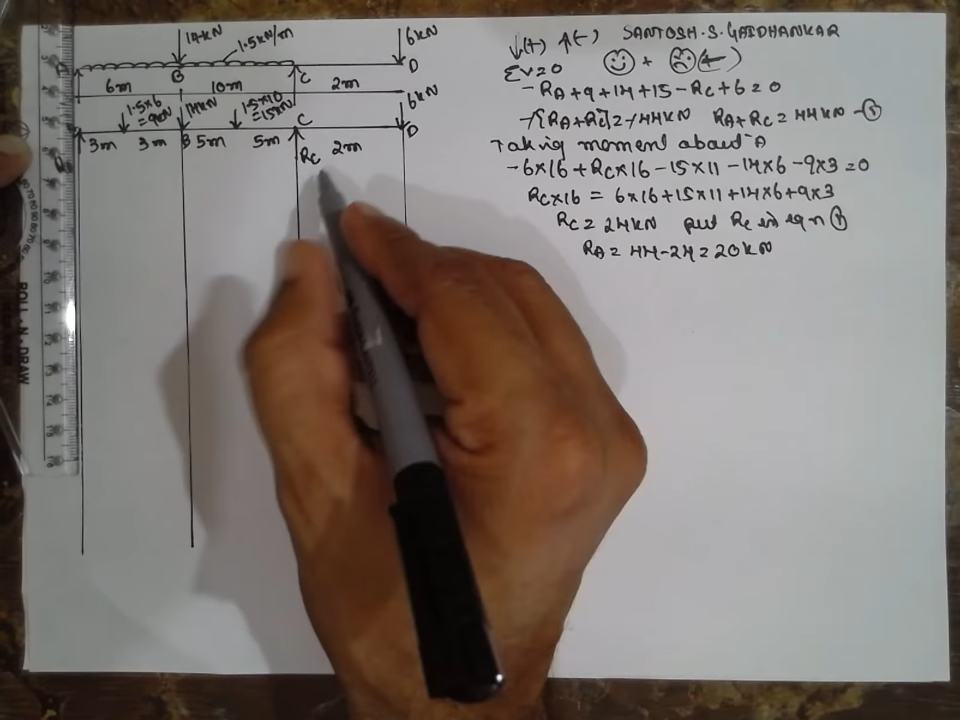 14KN 1.5KN/m 6KN
B C D
6m 10m 2m
1.5×6 = 9KN 14KN 1.5×10 = 15KN 6KN
B C D
3m 3m 5m 5m 2m
RC
↓(+) ↑(-) SANTOSH.S.GAIDHANKAR
ΣV=0 + (←)
-RA+9+14+15-RC+6=0
-[RA+RC]=-44KN RA+RC=44KN-①
Taking moment about A
-6×16+RC×16-15×11-14×6-9×3=0
RC×16 = 6×16+15×11+14×6+9×3
RC=24KN put RC in eqn ①
RA=44-24=20KN
ROLL-N-DRAW